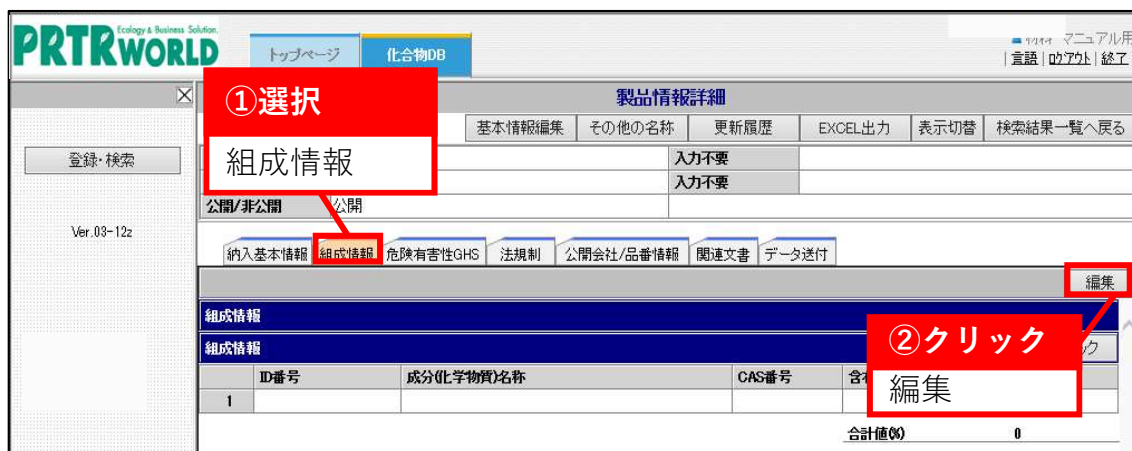 Ecology & Business Solution.
PRTRWORLD
トップページ
化合物DB
マニュアル用
| 言語 | ログアウト | 終了
①選択
組成情報
製品情報詳細
基本情報編集
その他の名称
更新履歴
EXCEL出力
表示切替
検索結果一覧へ戻る
登録・検索
入力不要
入力不要
公開/非公開
公開
Ver.03-12z
納入基本情報
組成情報
危険有害性GHS
法規制
公開会社/品番情報
関連文書
データ送付
編集
組成情報
組成情報
②クリック
編集
ID番号
成分(化学物質)名称
CAS番号
1
合計値(%)
0